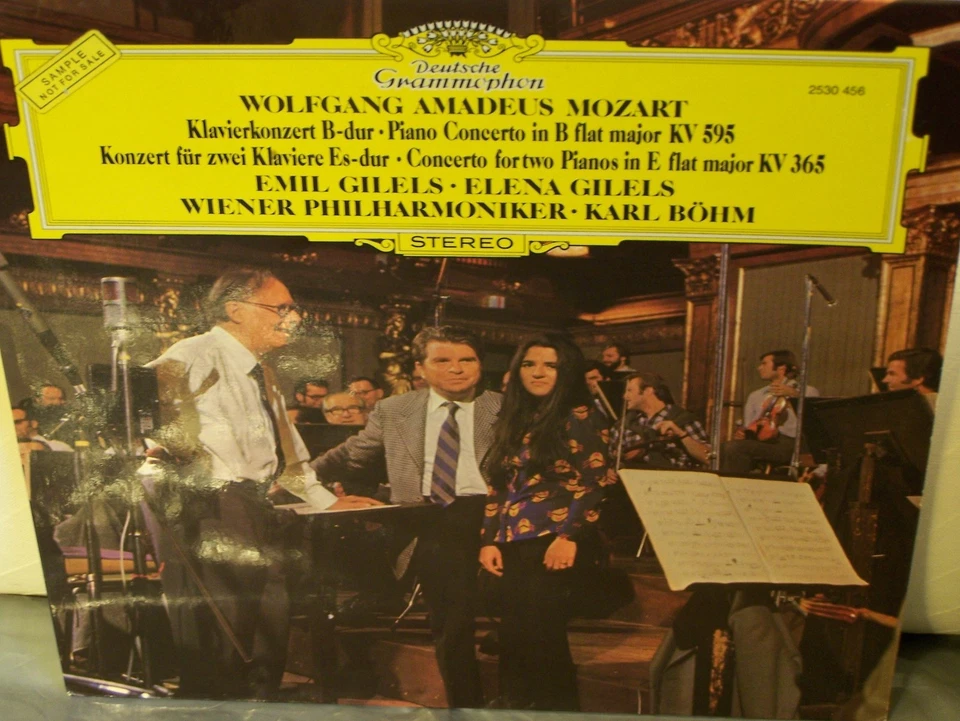 SAMPLE
NOT FOR SALE
Deutsche
Grammophon
2530 456
WOLFGANG AMADEUS MOZART
Klavierkonzert B-dur · Piano Concerto in B flat major KV 595
Konzert für zwei Klaviere Es-dur · Concerto for two Pianos in E flat major KV 365
EMIL GILELS · ELENA GILELS
WIENER PHILHARMONIKER · KARL BÖHM
STEREO